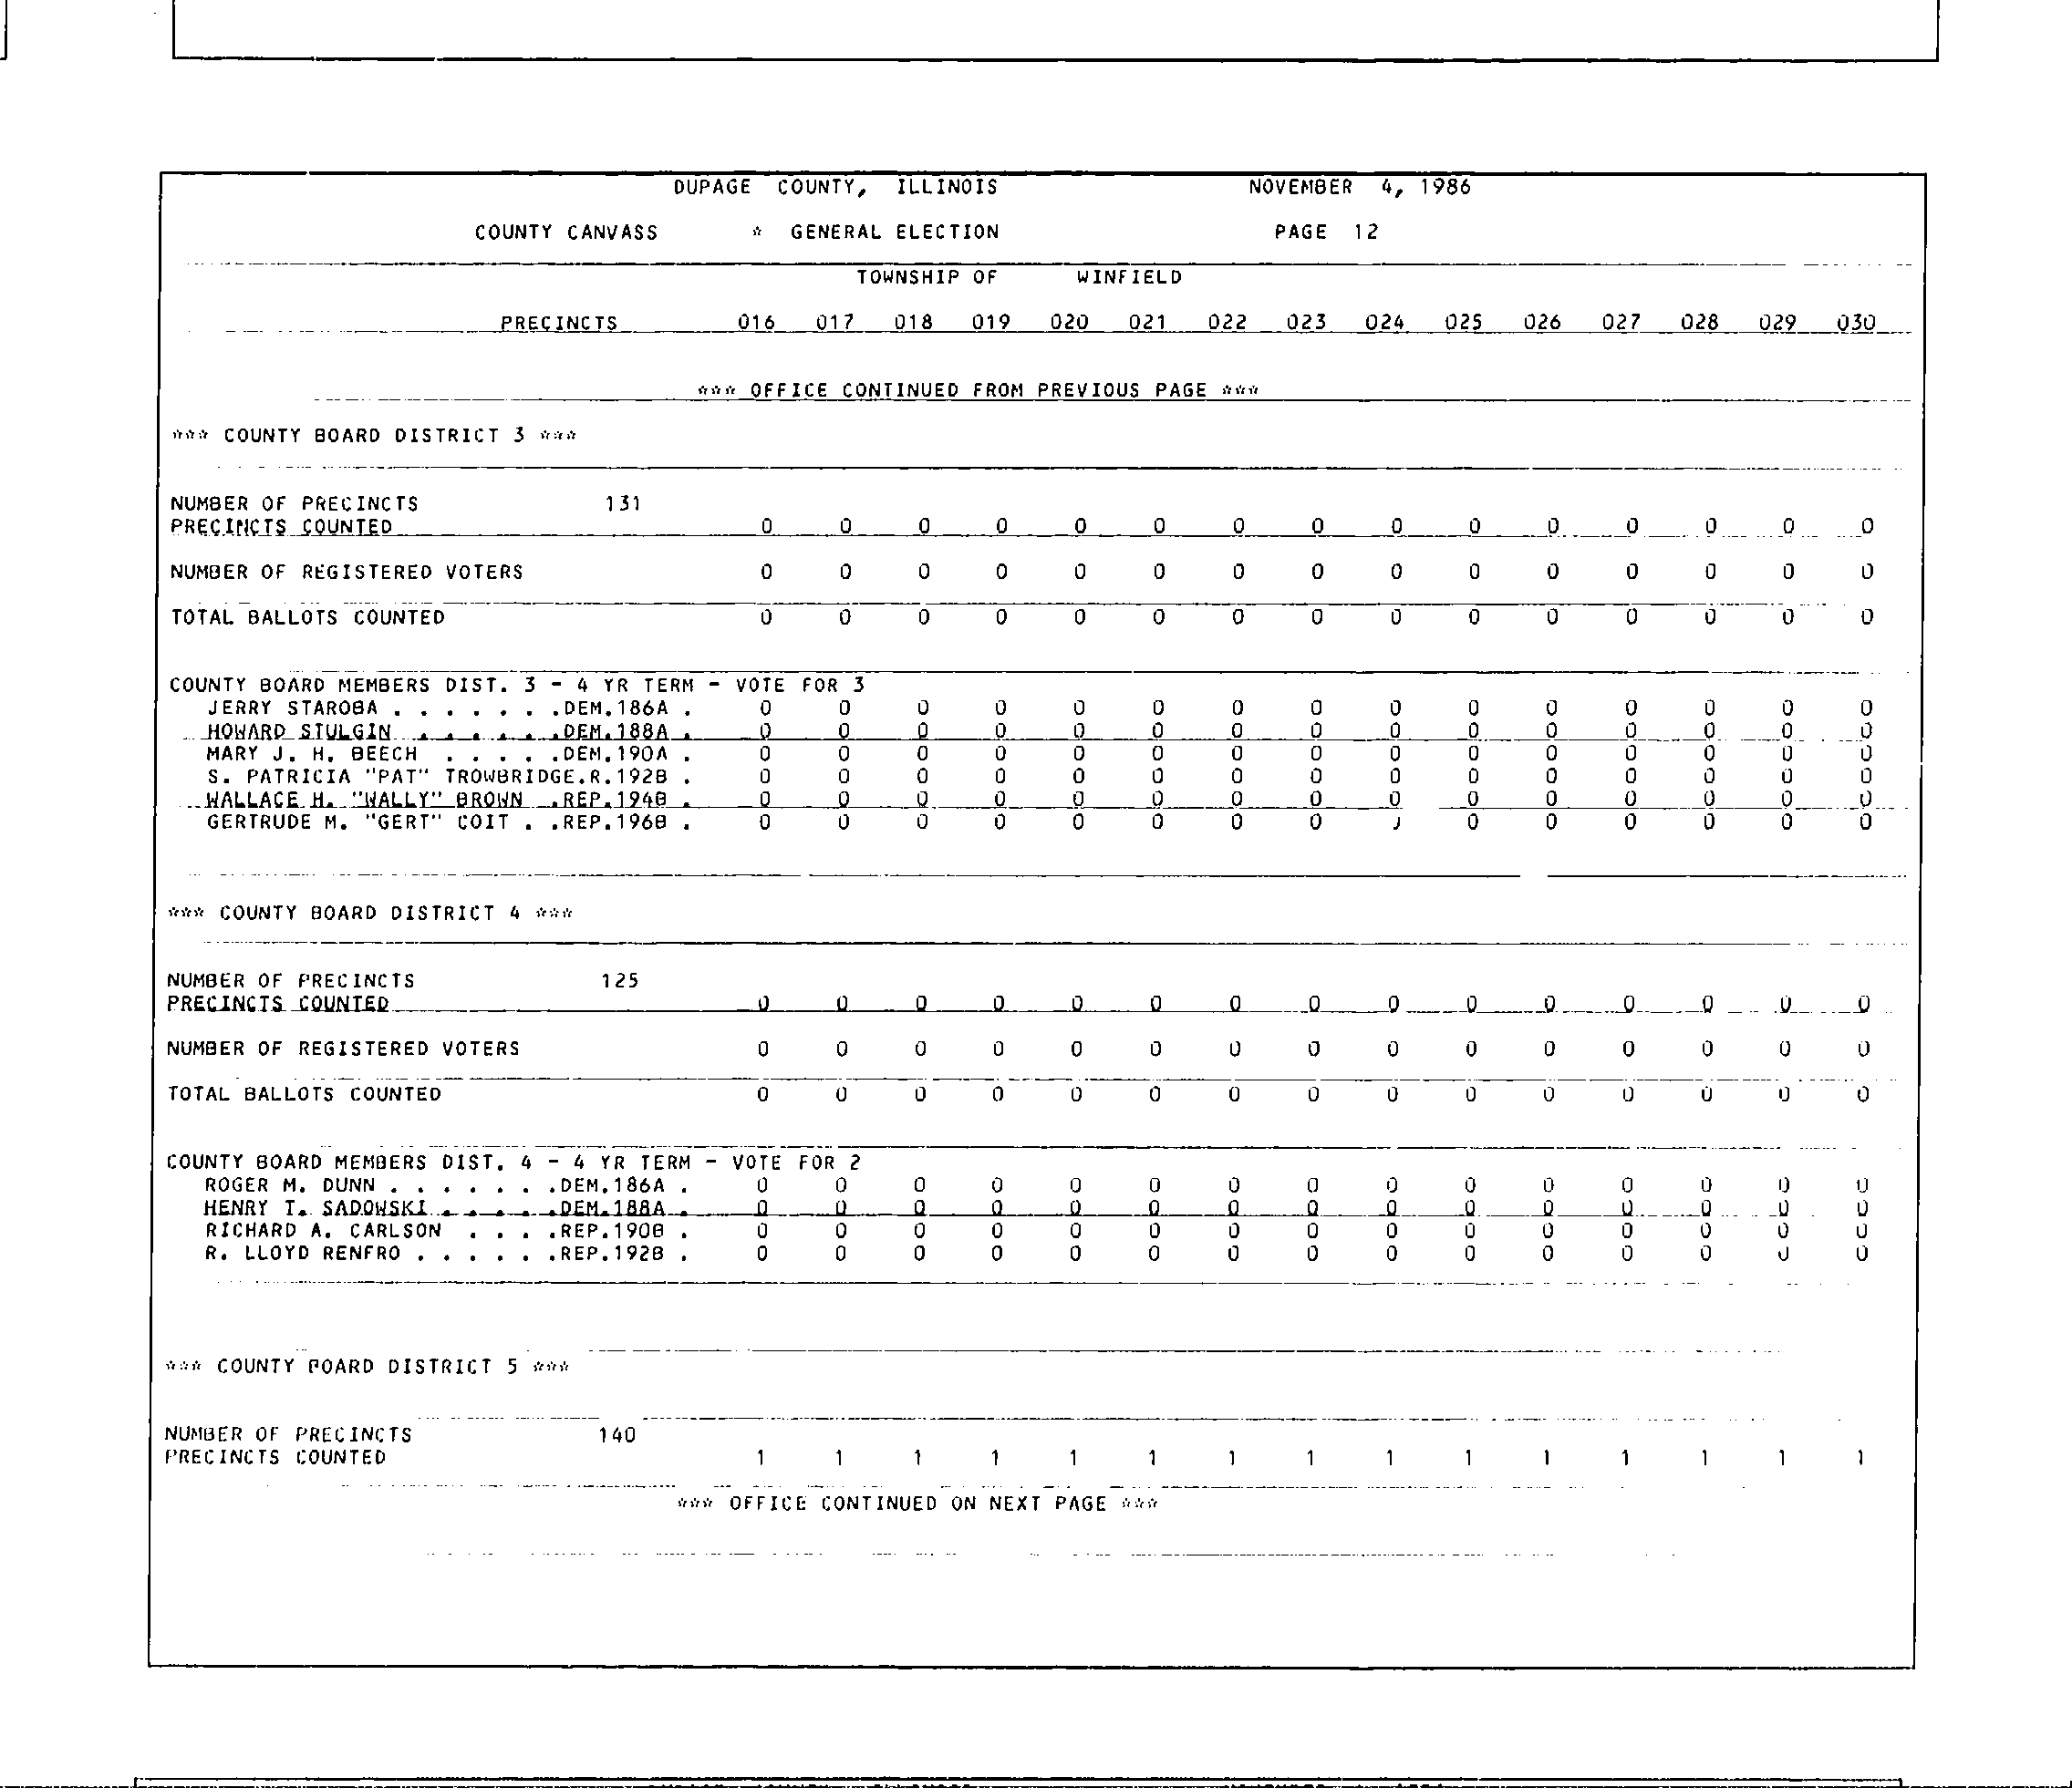 DUPAGE COUNTY, ILLINOIS NOVEMBER 4, 1986
COUNTY CANVASS * GENERAL ELECTION PAGE 12
TOWNSHIP OF WINFIELD
PRECINCTS 016 017 018 019 020 021 022 023 024 025 026 027 028 029 030
*** OFFICE CONTINUED FROM PREVIOUS PAGE ***
*** COUNTY BOARD DISTRICT 3 ***
NUMBER OF PRECINCTS 131
PRECINCTS COUNTED 0 0 0 0 0 0 0 0 0 0 0 0 0 0 0
NUMBER OF REGISTERED VOTERS 0 0 0 0 0 0 0 0 0 0 0 0 0 0 0
TOTAL BALLOTS COUNTED 0 0 0 0 0 0 0 0 0 0 0 0 0 0 0
COUNTY BOARD MEMBERS DIST. 3 - 4 YR TERM - VOTE FOR 3
JERRY STAROBA . . . . . . .DEM.186A . 0 0 0 0 0 0 0 0 0 0 0 0 0 0 0
HOWARD STULGIN . . . . . .DEM.188A . 0 0 0 0 0 0 0 0 0 0 0 0 0 0 0
MARY J. H. BEECH . . . . .DEM.190A . 0 0 0 0 0 0 0 0 0 0 0 0 0 0 0
S. PATRICIA "PAT" TROWBRIDGE.R.192B . 0 0 0 0 0 0 0 0 0 0 0 0 0 0 0
WALLACE H. "WALLY" BROWN .REP.194B . 0 0 0 0 0 0 0 0 0 0 0 0 0 0 0
GERTRUDE M. "GERT" COIT . .REP.196B . 0 0 0 0 0 0 0 0 0 0 0 0 0 0 0
*** COUNTY BOARD DISTRICT 4 ***
NUMBER OF PRECINCTS 125
PRECINCTS COUNTED 0 0 0 0 0 0 0 0 0 0 0 0 0 0 0
NUMBER OF REGISTERED VOTERS 0 0 0 0 0 0 0 0 0 0 0 0 0 0 0
TOTAL BALLOTS COUNTED 0 0 0 0 0 0 0 0 0 0 0 0 0 0 0
COUNTY BOARD MEMBERS DIST. 4 - 4 YR TERM - VOTE FOR 2
ROGER M. DUNN . . . . . . .DEM.186A . 0 0 0 0 0 0 0 0 0 0 0 0 0 0 0
HENRY T. SADOWSKI . . . . .DEM.188A . 0 0 0 0 0 0 0 0 0 0 0 0 0 0 0
RICHARD A. CARLSON . . . .REP.190B . 0 0 0 0 0 0 0 0 0 0 0 0 0 0 0
R. LLOYD RENFRO . . . . . .REP.192B . 0 0 0 0 0 0 0 0 0 0 0 0 0 0 0
*** COUNTY BOARD DISTRICT 5 ***
NUMBER OF PRECINCTS 140
PRECINCTS COUNTED 1 1 1 1 1 1 1 1 1 1 1 1 1 1 1
*** OFFICE CONTINUED ON NEXT PAGE ***